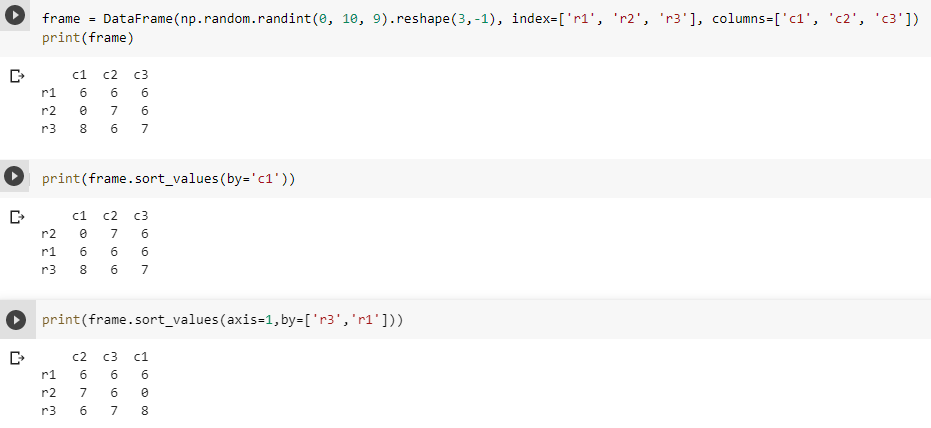 frame = DataFrame(np.random.randint(0, 10, 9).reshape(3,-1), index=['r1', 'r2', 'r3'], columns=['c1', 'c2', 'c3'])
print(frame)
c1 c2 c3
r1 6 6 6
r2 0 7 6
r3 8 6 7
print(frame.sort_values(by='c1'))
c1 c2 c3
r2 0 7 6
r1 6 6 6
r3 8 6 7
print(frame.sort_values(axis=1,by=['r3','r1']))
c2 c3 c1
r1 6 6 6
r2 7 6 0
r3 6 7 8